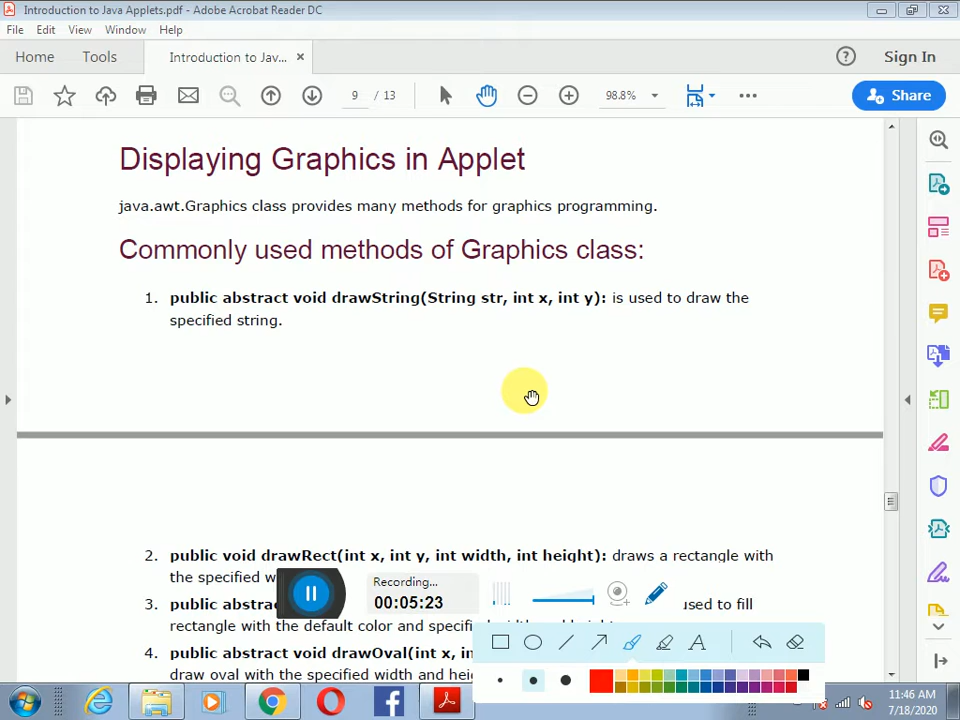 Introduction to Java Applets.pdf - Adobe Acrobat Reader DC
File Edit View Window Help
Home Tools Introduction to Jav... × Sign In
9 / 13 98.8% Share
Displaying Graphics in Applet
java.awt.Graphics class provides many methods for graphics programming.
Commonly used methods of Graphics class:
1. public abstract void drawString(String str, int x, int y): is used to draw the
specified string.
2. public void drawRect(int x, int y, int width, int height): draws a rectangle with
the specified w
Recording...
00:05:23
3. public abstra used to fill
rectangle with the default color and specifi
4. public abstract void drawOval(int x, in
draw oval with the specified width and hei
A
11:46 AM
7/18/2020